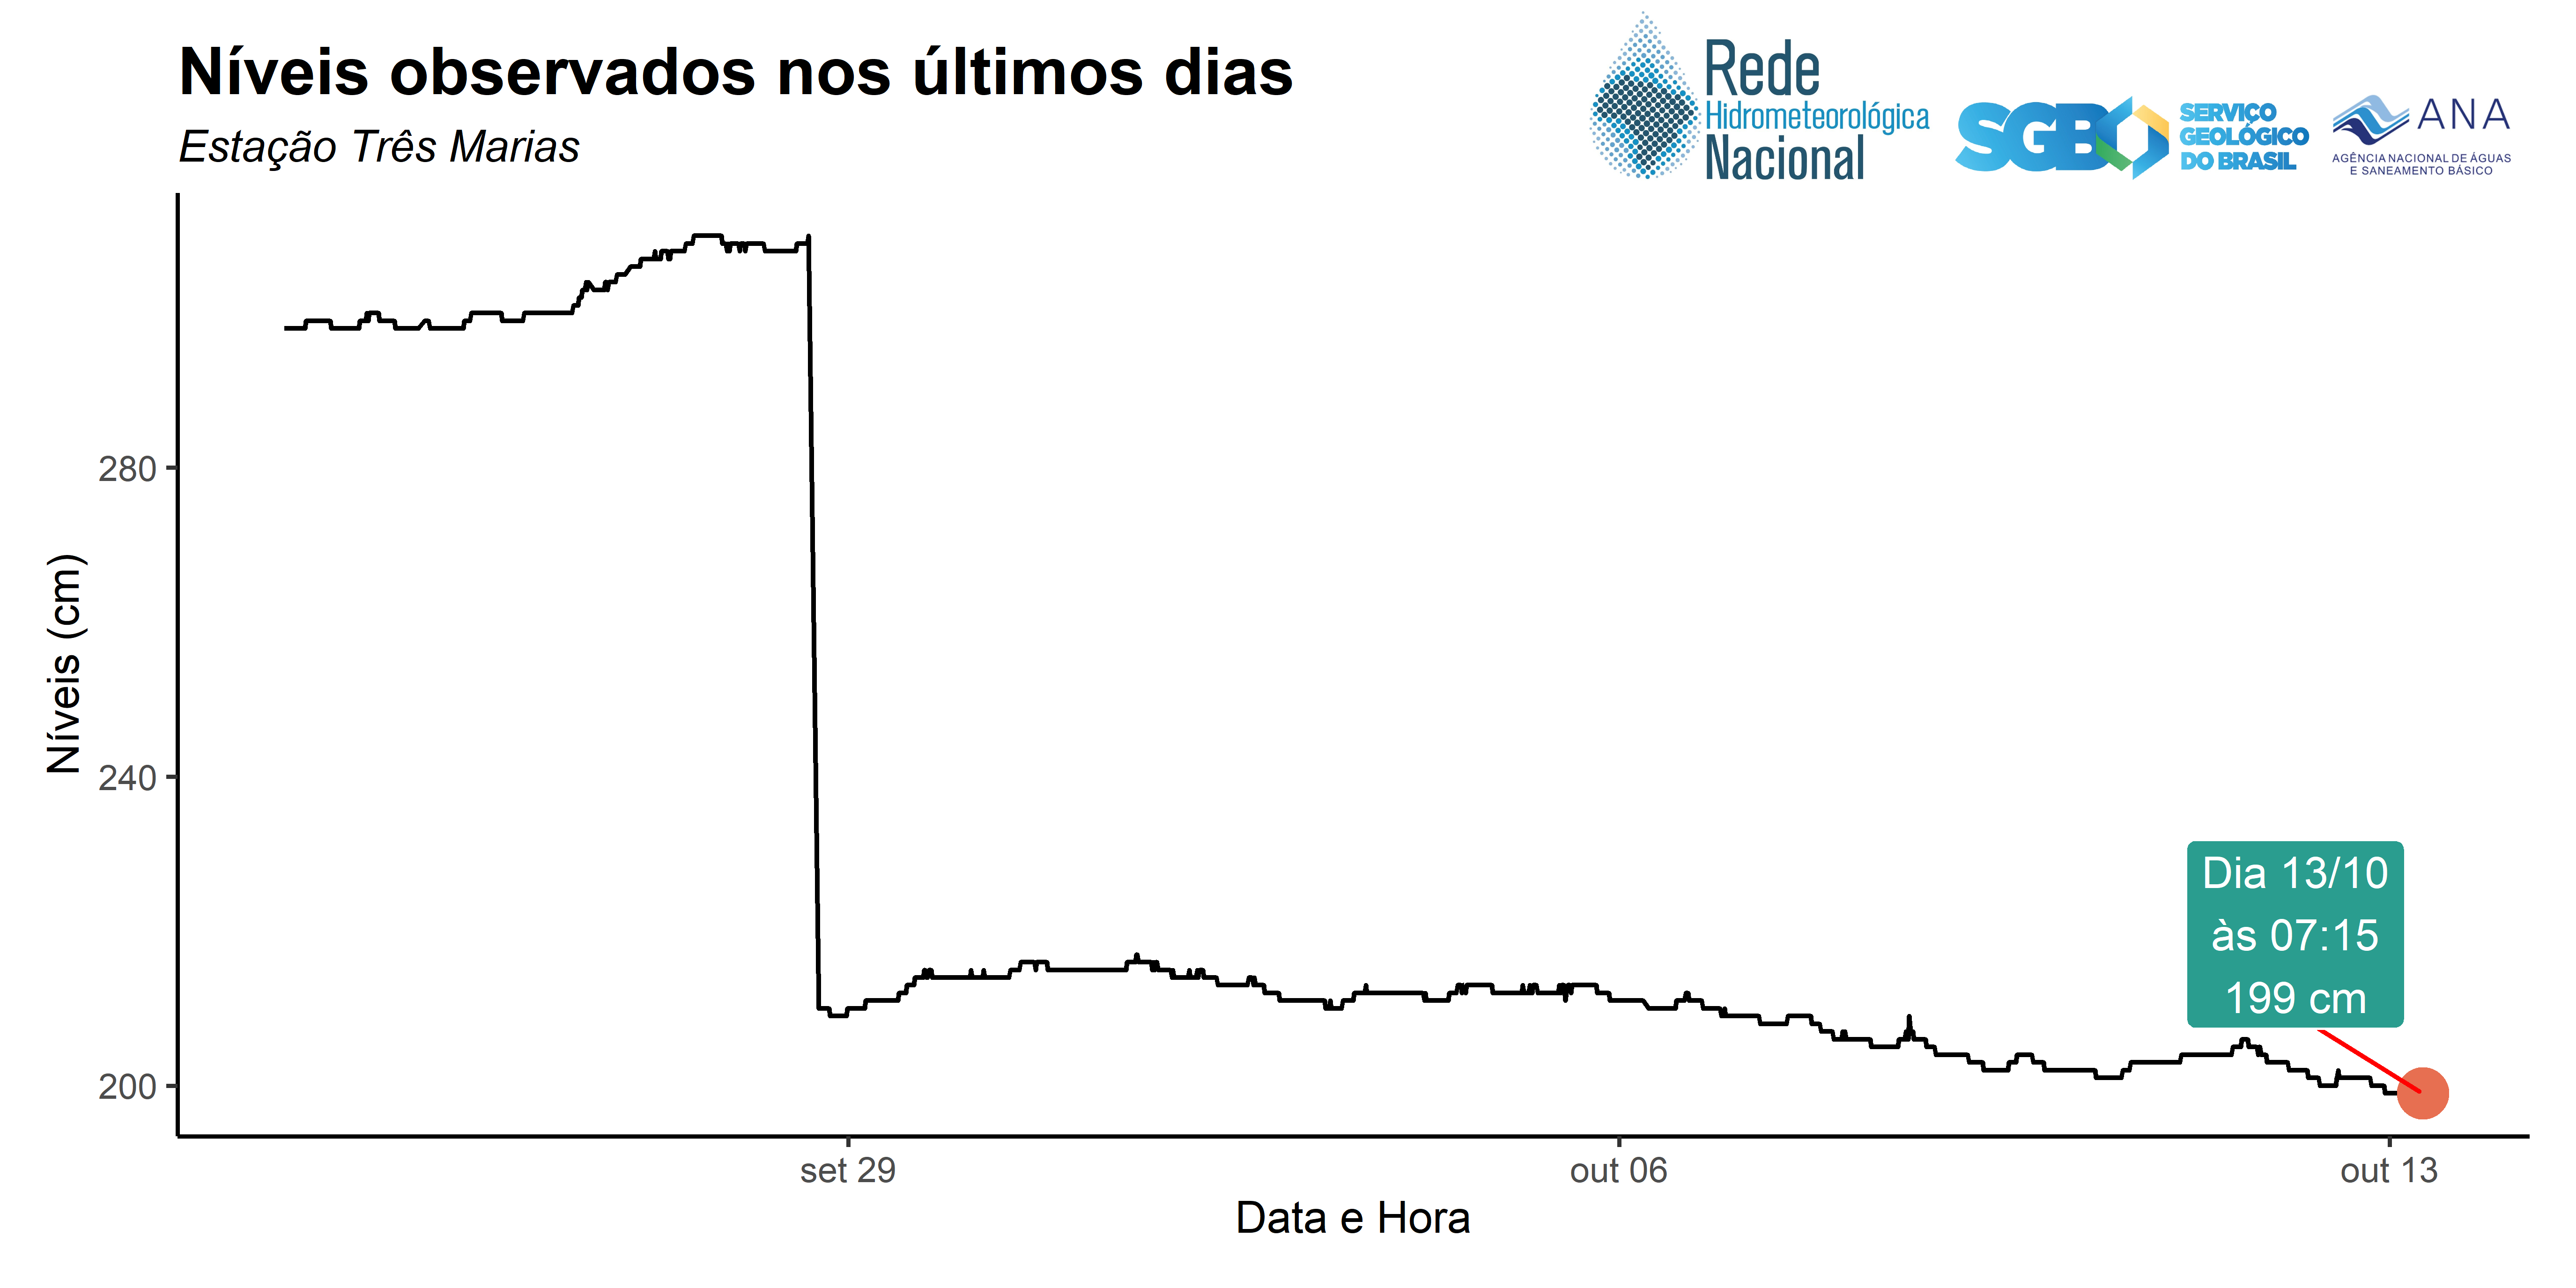 Níveis observados nos últimos dias
Estação Três Marias
Rede
Hidrometeorológica
Nacional
SGB
SERVIÇO
GEOLÓGICO
DO BRASIL
ANA
AGÊNCIA NACIONAL DE ÁGUAS
E SANEAMENTO BÁSICO
Níveis (cm)
280
240
200
Dia 13/10
às 07:15
199 cm
set 29
out 06
out 13
Data e Hora